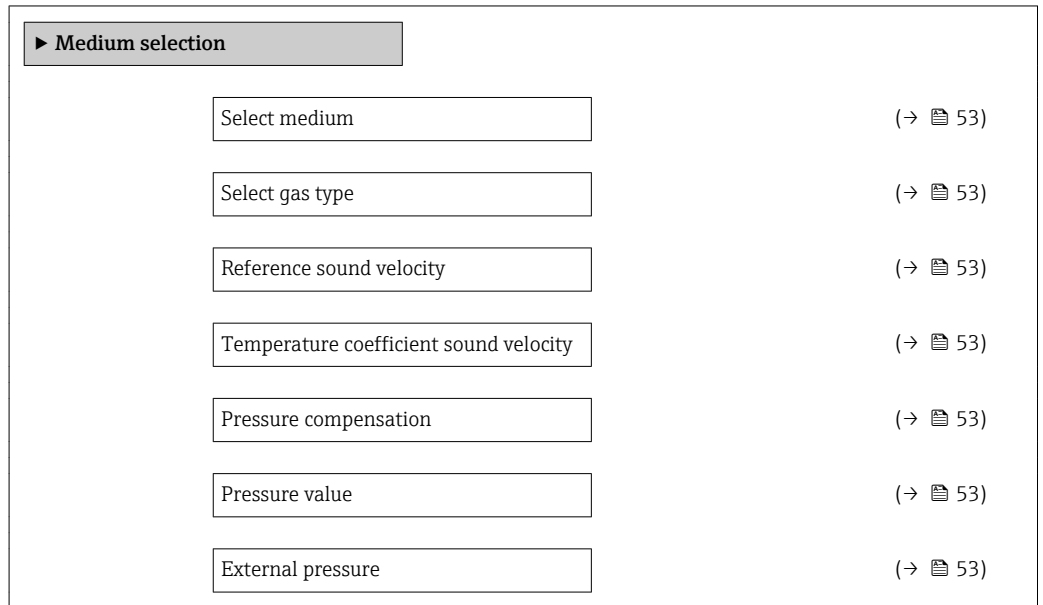 ► Medium selection
Select medium (→ 🖹 53)
Select gas type (→ 🖹 53)
Reference sound velocity (→ 🖹 53)
Temperature coefficient sound velocity (→ 🖹 53)
Pressure compensation (→ 🖹 53)
Pressure value (→ 🖹 53)
External pressure (→ 🖹 53)